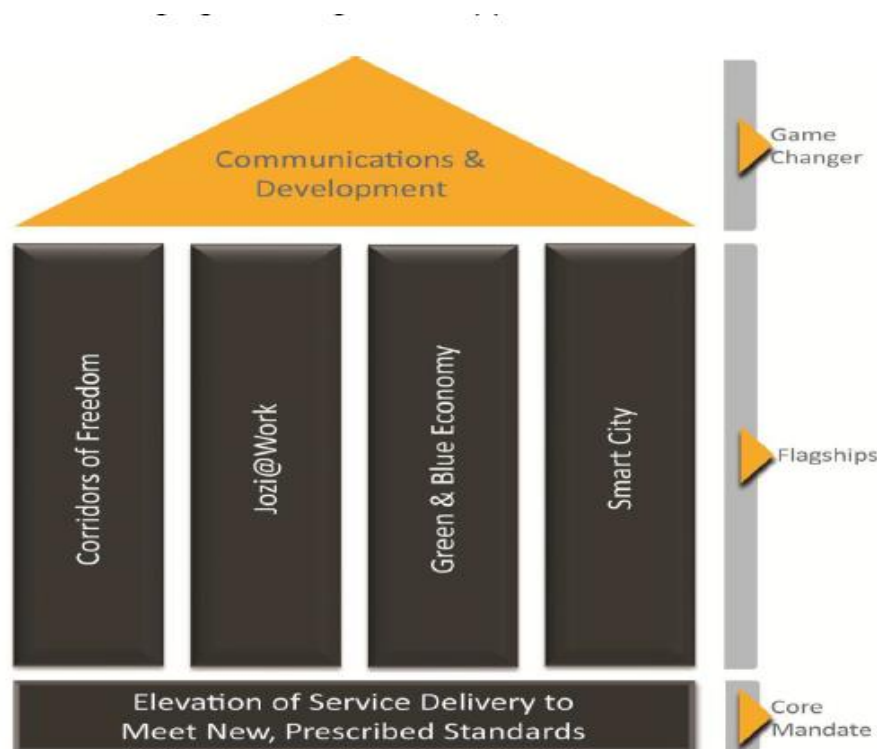 Communications &
Development
Game
Changer
Corridors of Freedom
Jozi@Work
Green & Blue Economy
Smart City
Flagships
Elevation of Service Delivery to
Meet New, Prescribed Standards
Core
Mandate